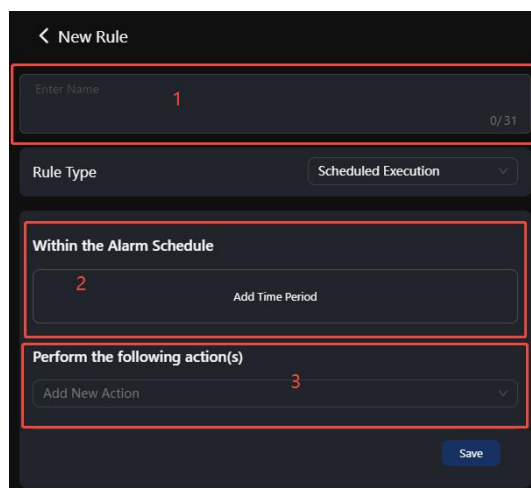 New Rule
Enter Name
1
0/31
Rule Type
Scheduled Execution
Within the Alarm Schedule
2
Add Time Period
Perform the following action(s)
3
Add New Action
Save